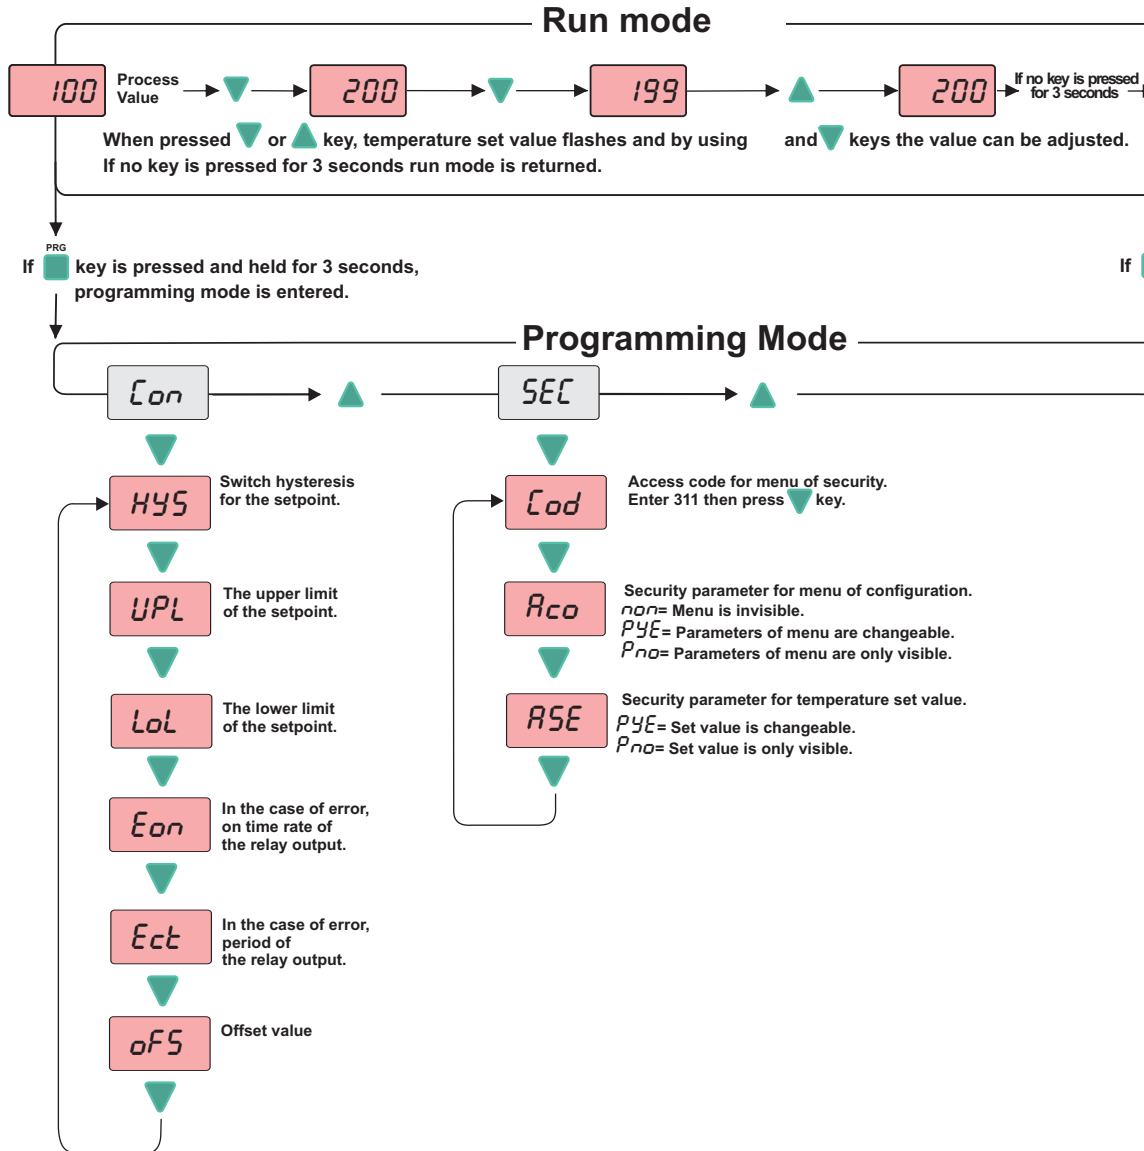 Run mode
100
Process
Value
200
199
200
If no key is pressed
for 3 seconds
When pressed or key, temperature set value flashes and by using and keys the value can be adjusted.
If no key is pressed for 3 seconds run mode is returned.
PRG
If key is pressed and held for 3 seconds,
programming mode is entered.
If
Programming Mode
Con
SEC
HYS
Switch hysteresis
for the setpoint.
UPL
The upper limit
of the setpoint.
LoL
The lower limit
of the setpoint.
Eon
In the case of error,
on time rate of
the relay output.
Ect
In the case of error,
period of
the relay output.
oFS
Offset value
Cod
Access code for menu of security.
Enter 311 then press key.
Aco
Security parameter for menu of configuration.
non= Menu is invisible.
PYE= Parameters of menu are changeable.
Pno= Parameters of menu are only visible.
ASE
Security parameter for temperature set value.
PYE= Set value is changeable.
Pno= Set value is only visible.